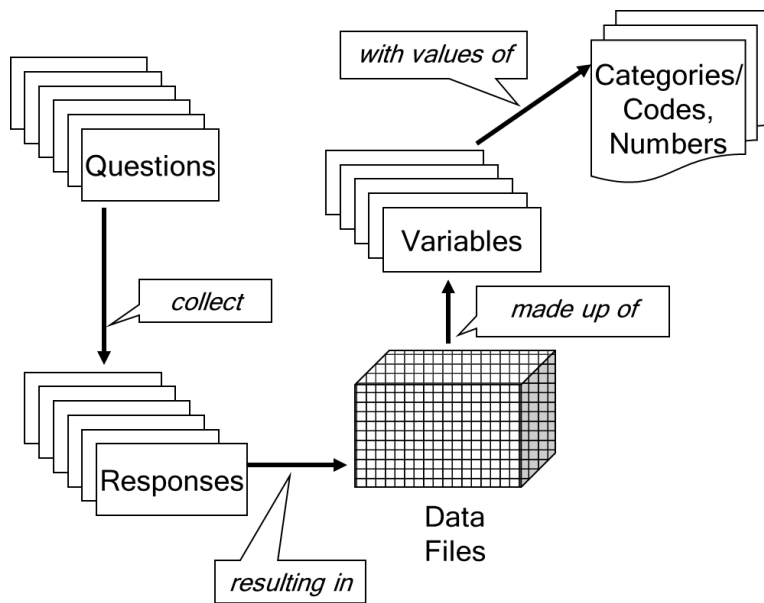 Questions
collect
Responses
resulting in
Data
Files
made up of
Variables
with values of
Categories/
Codes,
Numbers